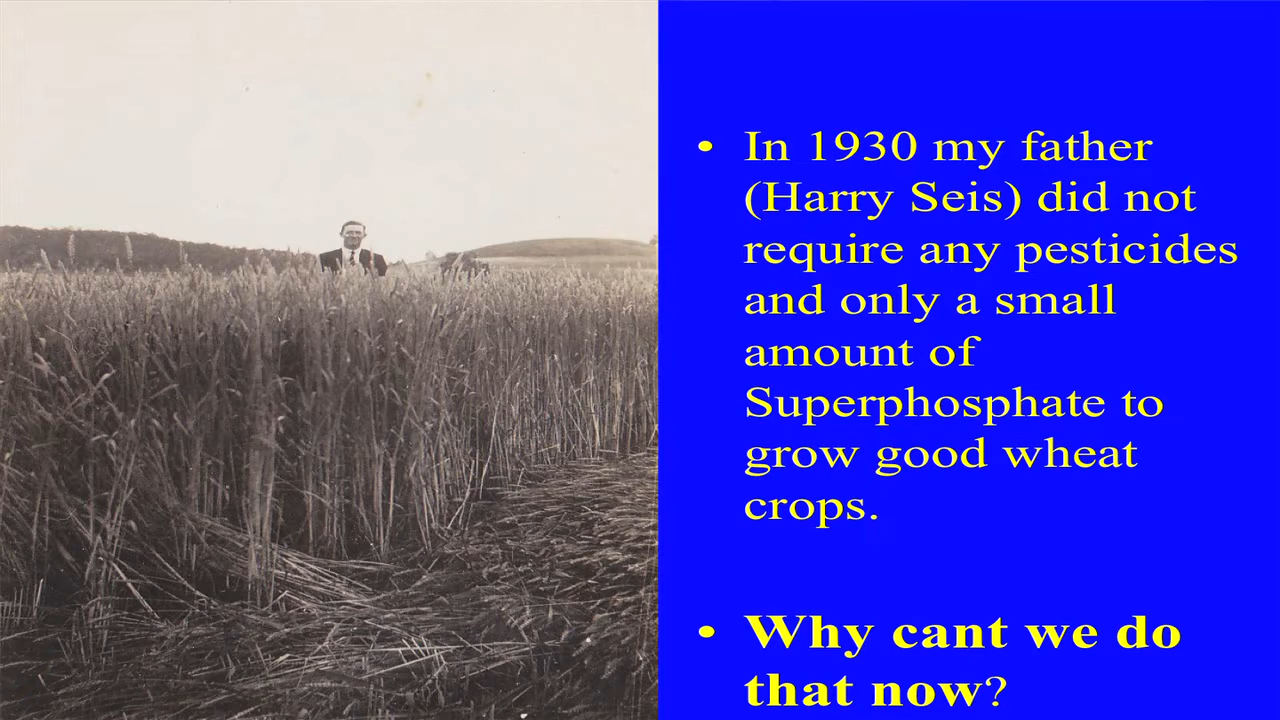 • In 1930 my father
(Harry Seis) did not
require any pesticides
and only a small
amount of
Superphosphate to
grow good wheat
crops.
• Why cant we do
that now?